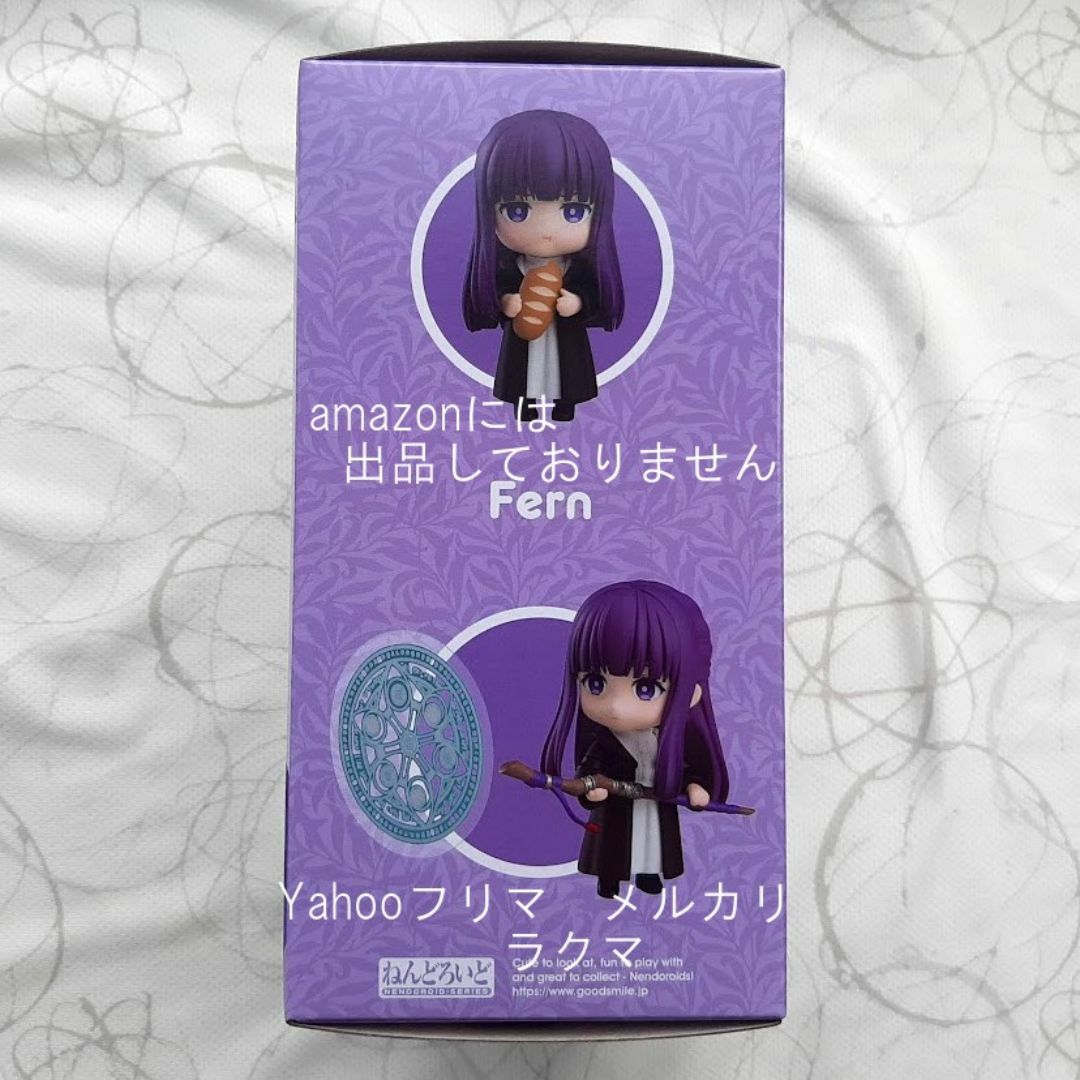 amazonには
出品しておりません
Fern
Yahooフリマ　メルカリ
ラクマ
ねんどろいど
NENDOROID-SERIES
Cute to look at, fun to play with
and great to collect - Nendoroids!
https://www.goodsmile.jp